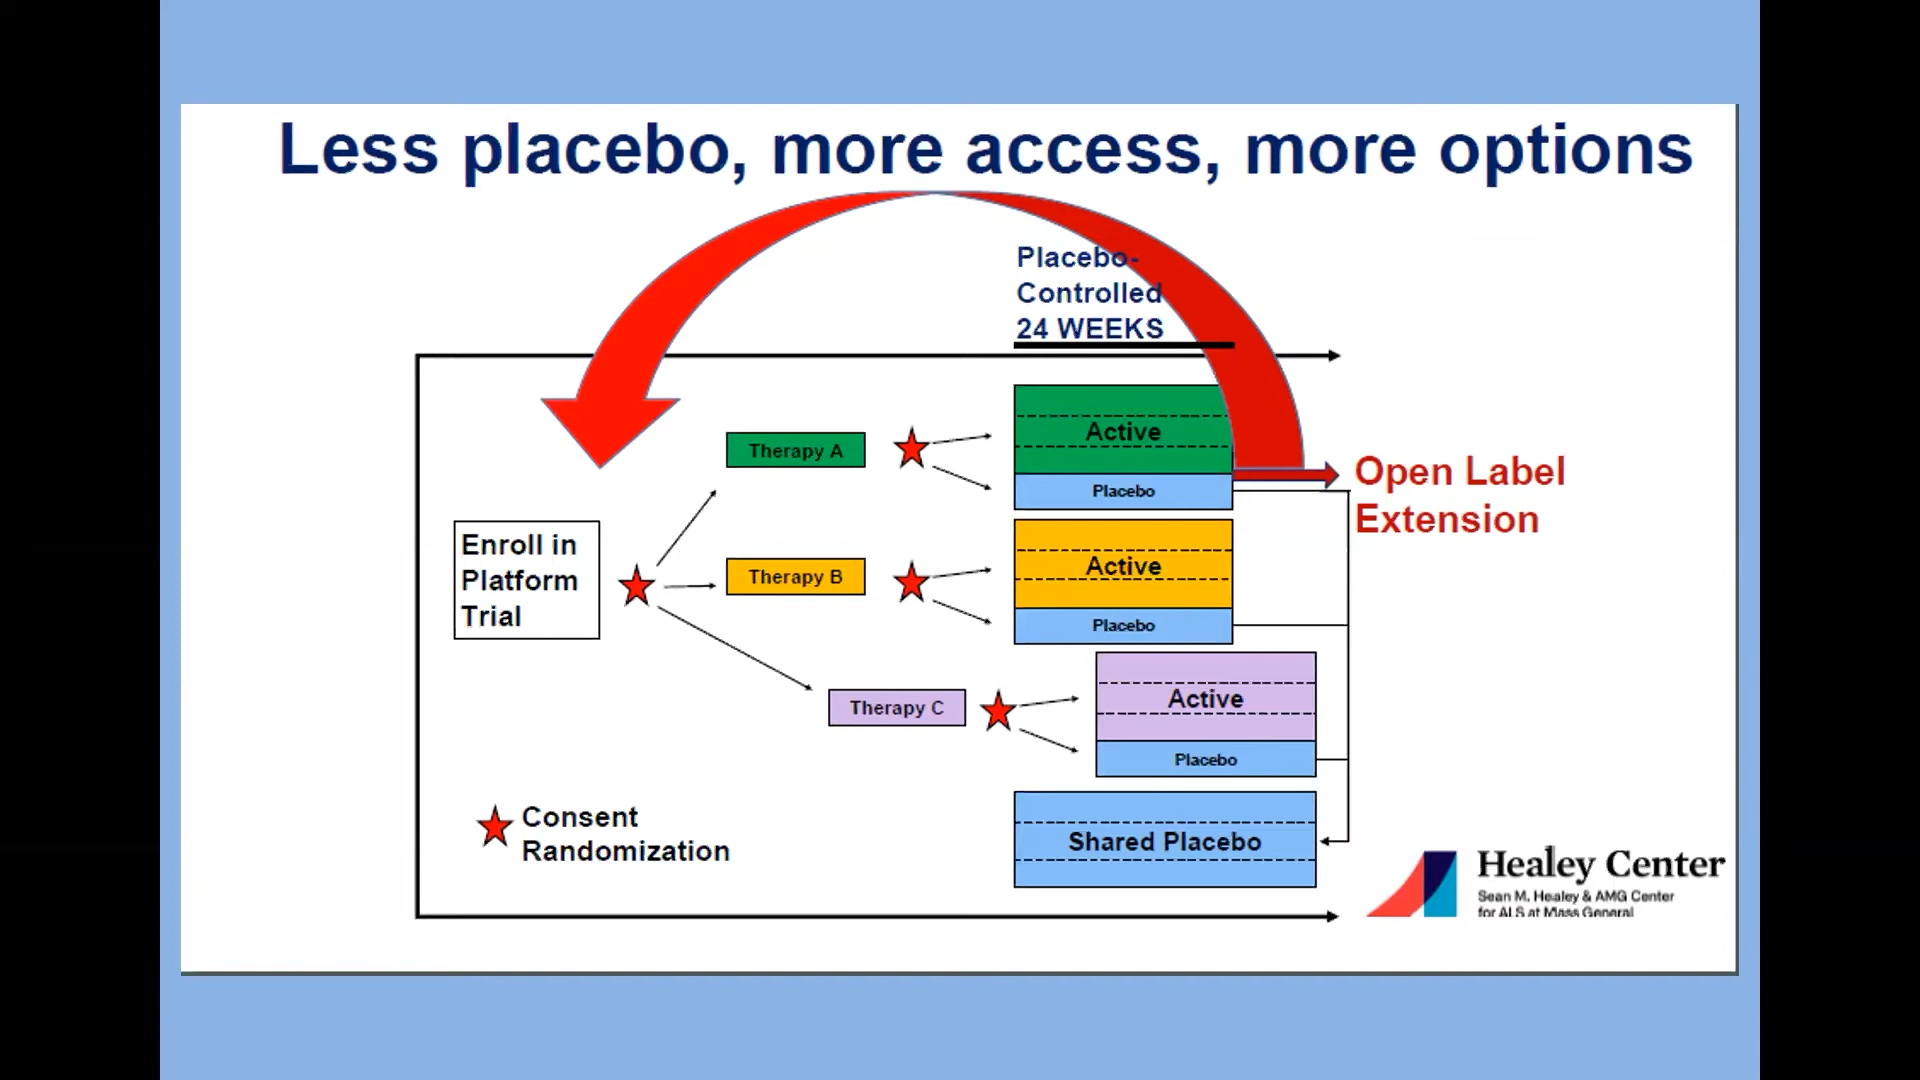 Less placebo, more access, more options
Placebo-
Controlled
24 WEEKS
Therapy A
Active
Placebo
Open Label
Extension
Enroll in
Platform
Trial
Therapy B
Active
Placebo
Therapy C
Active
Placebo
Consent
Randomization
Shared Placebo
Healey Center
Sean M. Healey & AMG Center
for ALS at Mass General